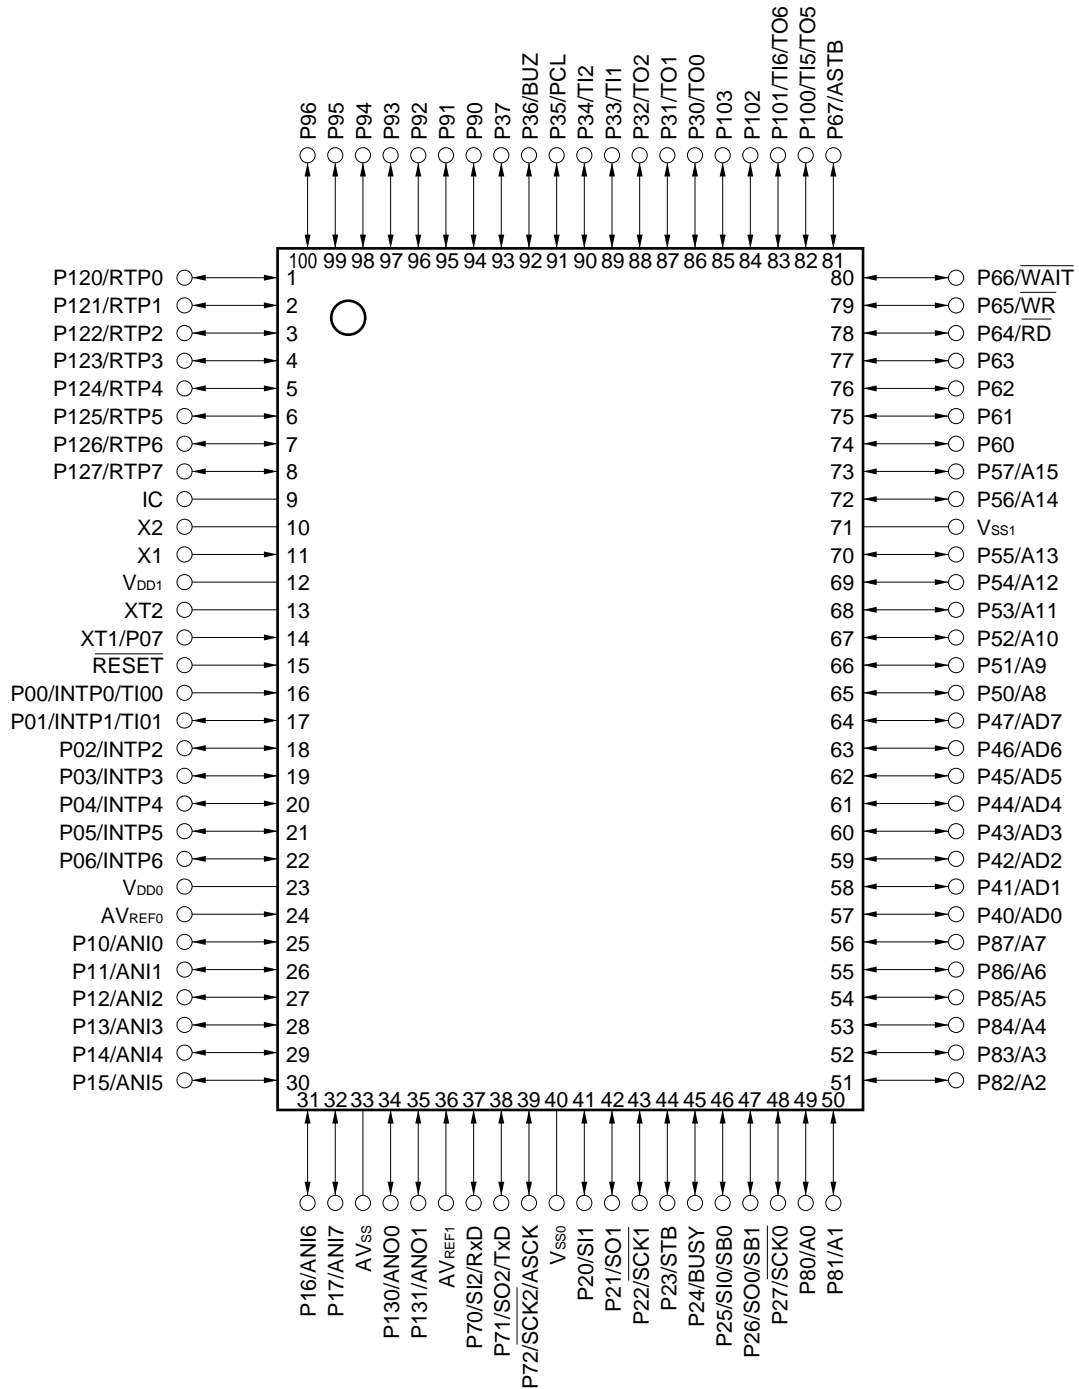 P96
P95
P94
P93
P92
P91
P90
P37
P36/BUZ
P35/PCL
P34/TI2
P33/TI1
P32/TO2
P31/TO1
P30/TO0
P103
P102
P101/TI6/TO6
P100/TI5/TO5
P67/ASTB
100 99 98 97 96 95 94 93 92 91 90 89 88 87 86 85 84 83 82 81
P120/RTP0 1 80 P66/WAIT
P121/RTP1 2 79 P65/WR
P122/RTP2 3 78 P64/RD
P123/RTP3 4 77 P63
P124/RTP4 5 76 P62
P125/RTP5 6 75 P61
P126/RTP6 7 74 P60
P127/RTP7 8 73 P57/A15
IC 9 72 P56/A14
X2 10 71 VSS1
X1 11 70 P55/A13
VDD1 12 69 P54/A12
XT2 13 68 P53/A11
XT1/P07 14 67 P52/A10
RESET 15 66 P51/A9
P00/INTP0/TI00 16 65 P50/A8
P01/INTP1/TI01 17 64 P47/AD7
P02/INTP2 18 63 P46/AD6
P03/INTP3 19 62 P45/AD5
P04/INTP4 20 61 P44/AD4
P05/INTP5 21 60 P43/AD3
P06/INTP6 22 59 P42/AD2
VDD0 23 58 P41/AD1
AVREF0 24 57 P40/AD0
P10/ANI0 25 56 P87/A7
P11/ANI1 26 55 P86/A6
P12/ANI2 27 54 P85/A5
P13/ANI3 28 53 P84/A4
P14/ANI4 29 52 P83/A3
P15/ANI5 30 51 P82/A2
31 32 33 34 35 36 37 38 39 40 41 42 43 44 45 46 47 48 49 50
P16/ANI6
P17/ANI7
AVSS
P130/ANO0
P131/ANO1
AVREF1
P70/SI2/RxD
P71/SO2/TxD
P72/SCK2/ASCK
VSS0
P20/SI1
P21/SO1
P22/SCK1
P23/STB
P24/BUSY
P25/SI0/SB0
P26/SO0/SB1
P27/SCK0
P80/A0
P81/A1